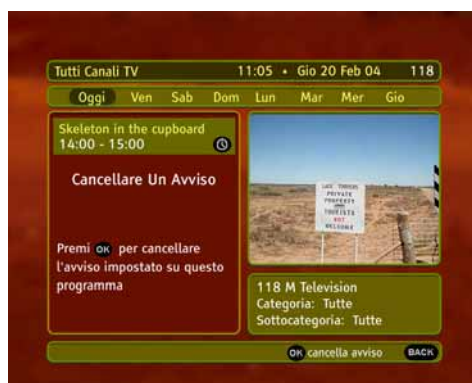 Tutti Canali TV 11:05 • Gio 20 Feb 04 118
Oggi Ven Sab Dom Lun Mar Mer Gio
Skeleton in the cupboard
14:00 - 15:00
Cancellare Un Avviso
Premi OK per cancellare
l'avviso impostato su questo
programma
LAKE
PRIVATE
PROPERTY
TOURISTS
NOT
WELCOME
118 M Television
Categoria: Tutte
Sottocategoria: Tutte
OK cancella avviso BACK